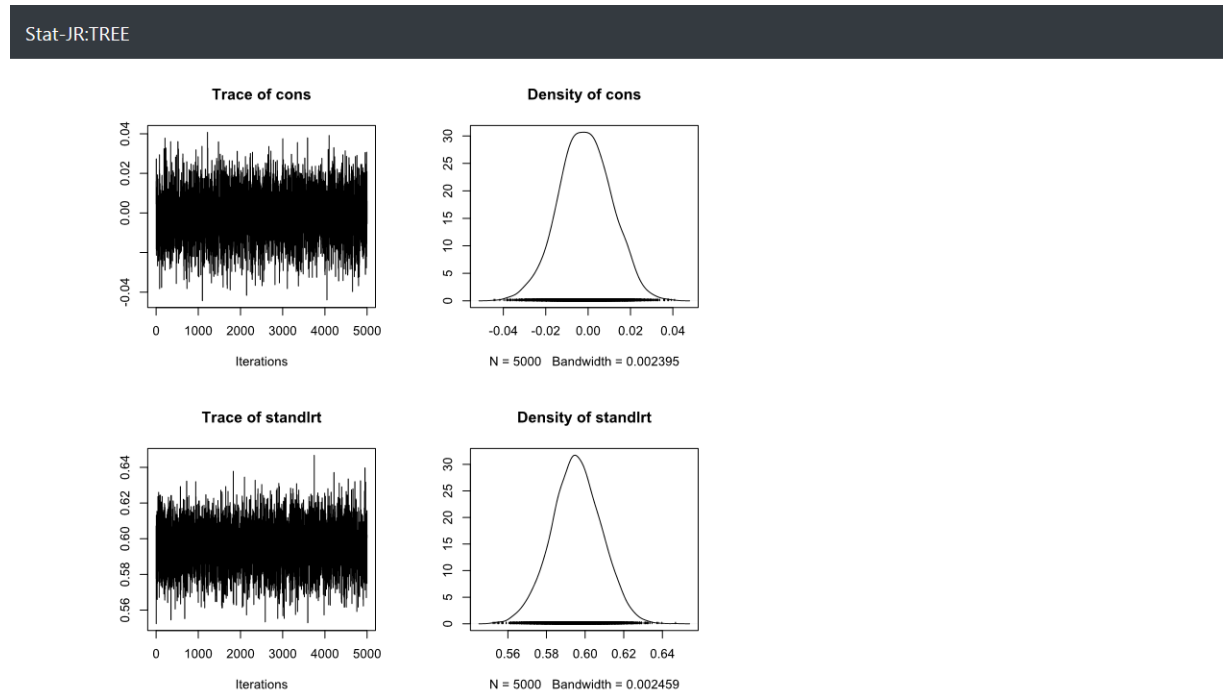 Stat-JR:TREE
Trace of cons
Density of cons
0.04
0.02
0.00
-0.04
0 1000 2000 3000 4000 5000
Iterations
30
25
20
15
10
5
0
-0.04 -0.02 0.00 0.02 0.04
N = 5000 Bandwidth = 0.002395
Trace of standlrt
Density of standlrt
0.64
0.62
0.60
0.58
0.56
0 1000 2000 3000 4000 5000
Iterations
30
25
20
15
10
5
0
0.56 0.58 0.60 0.62 0.64
N = 5000 Bandwidth = 0.002459